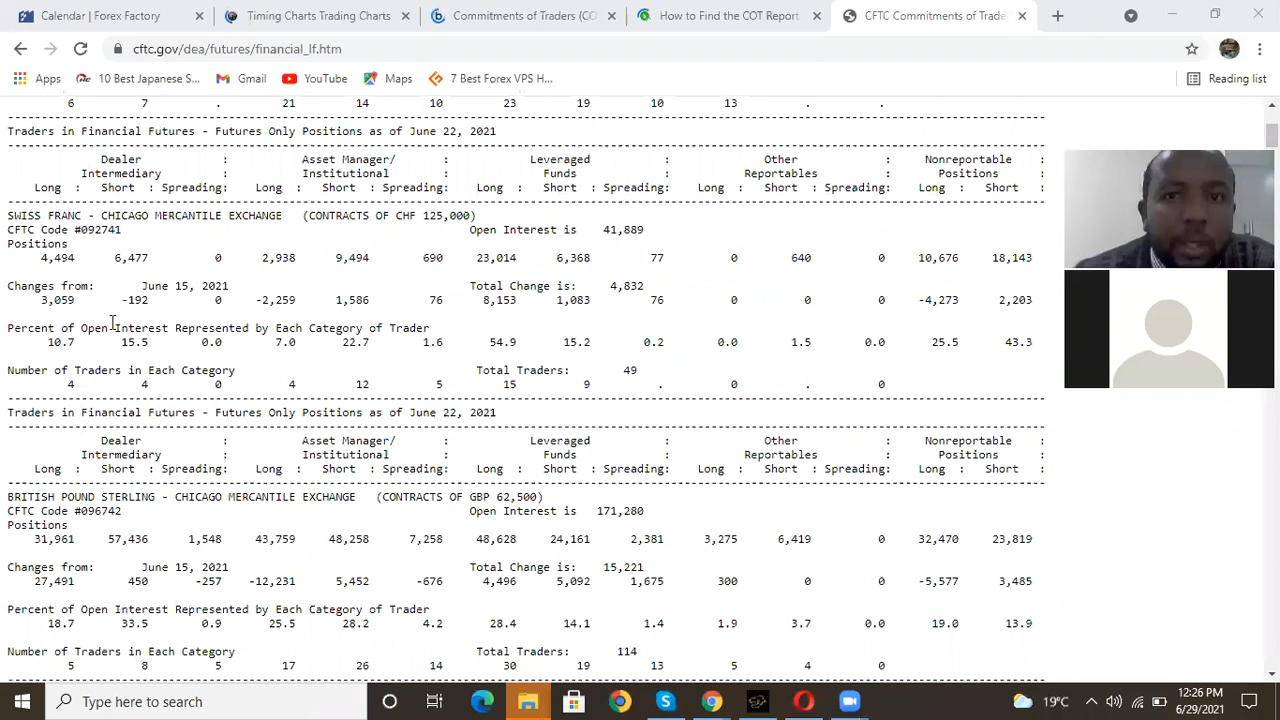 Calendar | Forex Factory
Timing Charts Trading Charts
Commitments of Traders (CO
How to Find the COT Report
CFTC Commitments of Trade
cftc.gov/dea/futures/financial_lf.htm
Apps
10 Best Japanese S...
Gmail
YouTube
Maps
7 Best Forex VPS H...
Reading list
6 7 . 21 14 10 23 19 10 13 . .
Traders in Financial Futures - Futures Only Positions as of June 22, 2021
Dealer : Asset Manager/ : Leveraged : Other : Nonreportable :
Intermediary : Institutional : Funds : Reportables : Positions :
Long : Short : Spreading: Long : Short : Spreading: Long : Short : Spreading: Long : Short : Spreading: Long : Short :
SWISS FRANC - CHICAGO MERCANTILE EXCHANGE (CONTRACTS OF CHF 125,000)
CFTC Code #092741 Open Interest is 41,889
Positions
4,494 6,477 0 2,938 9,494 690 23,014 6,368 77 0 640 0 10,676 18,143
Changes from: June 15, 2021 Total Change is: 4,832
3,059 -192 0 -2,259 1,586 76 8,153 1,083 76 0 0 0 -4,273 2,203
Percent of Open Interest Represented by Each Category of Trader
10.7 15.5 0.0 7.0 22.7 1.6 54.9 15.2 0.2 0.0 1.5 0.0 25.5 43.3
Number of Traders in Each Category Total Traders: 49
4 4 0 4 12 5 15 9 . 0 . 0
Traders in Financial Futures - Futures Only Positions as of June 22, 2021
Dealer : Asset Manager/ : Leveraged : Other : Nonreportable :
Intermediary : Institutional : Funds : Reportables : Positions :
Long : Short : Spreading: Long : Short : Spreading: Long : Short : Spreading: Long : Short : Spreading: Long : Short :
BRITISH POUND STERLING - CHICAGO MERCANTILE EXCHANGE (CONTRACTS OF GBP 62,500)
CFTC Code #096742 Open Interest is 171,280
Positions
31,961 57,436 1,548 43,759 48,258 7,258 48,628 24,161 2,381 3,275 6,419 0 32,470 23,819
Changes from: June 15, 2021 Total Change is: 15,221
27,491 450 -257 -12,231 5,452 -676 4,496 5,092 1,675 300 0 0 -5,577 3,485
Percent of Open Interest Represented by Each Category of Trader
18.7 33.5 0.9 25.5 28.2 4.2 28.4 14.1 1.4 1.9 3.7 0.0 19.0 13.9
Number of Traders in Each Category Total Traders: 114
5 8 5 17 26 14 30 19 13 5 4 0
Type here to search
19°C
12:26 PM
6/29/2021